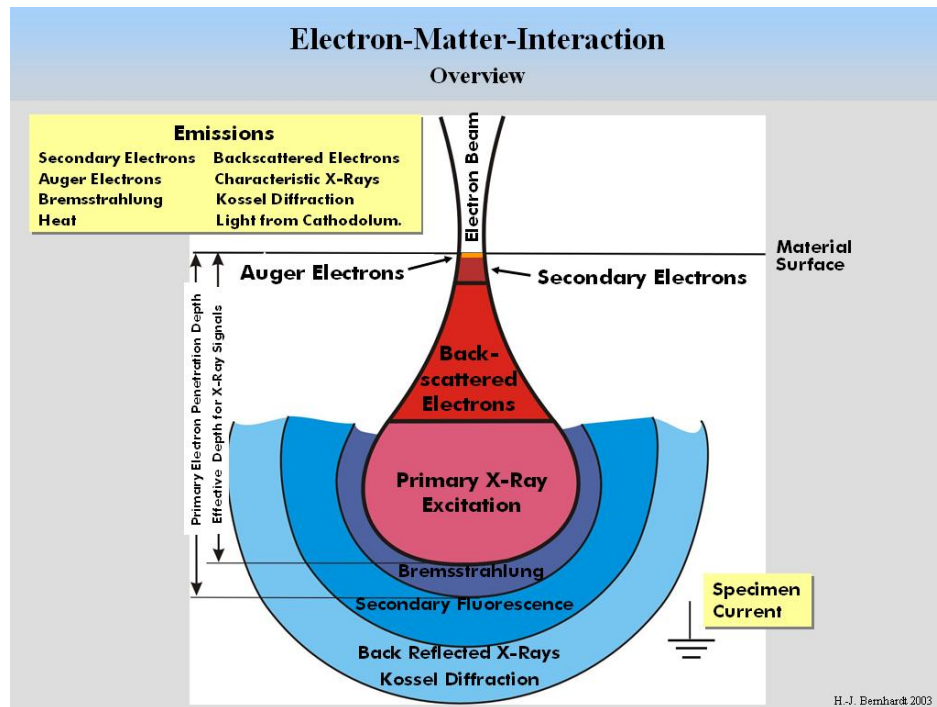 Electron-Matter-Interaction
Overview
Emissions
Secondary Electrons Backscattered Electrons
Auger Electrons Characteristic X-Rays
Bremsstrahlung Kossel Diffraction
Heat Light from Cathodolum.
Electron Beam
Material
Surface
Auger Electrons
Secondary Electrons
Primary Electron Penetration Depth
Effective Depth for X-Ray Signals
Back-
scattered
Electrons
Primary X-Ray
Excitation
Bremsstrahlung
Secondary Fluorescence
Back Reflected X-Rays
Kossel Diffraction
Specimen
Current
H.-J. Bernhardt 2003